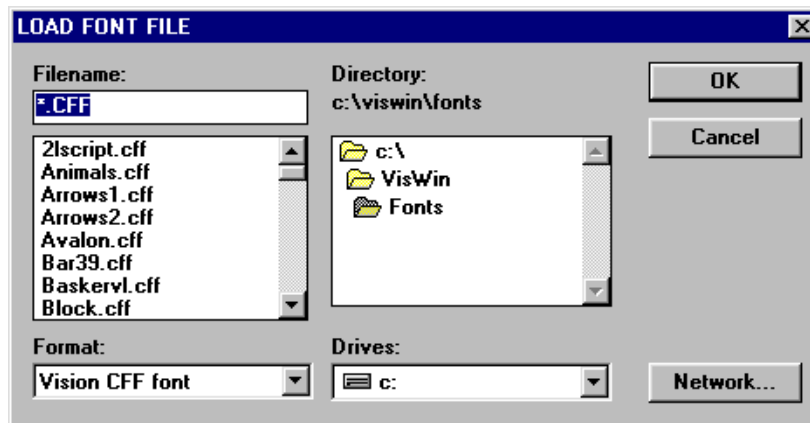 LOAD FONT FILE
Filename:
*.CFF
2lscript.cff
Animals.cff
Arrows1.cff
Arrows2.cff
Avalon.cff
Bar39.cff
Baskervl.cff
Block.cff
Format:
Vision CFF font
Directory:
c:\viswin\fonts
c:\
VisWin
Fonts
Drives:
c:
OK
Cancel
Network...